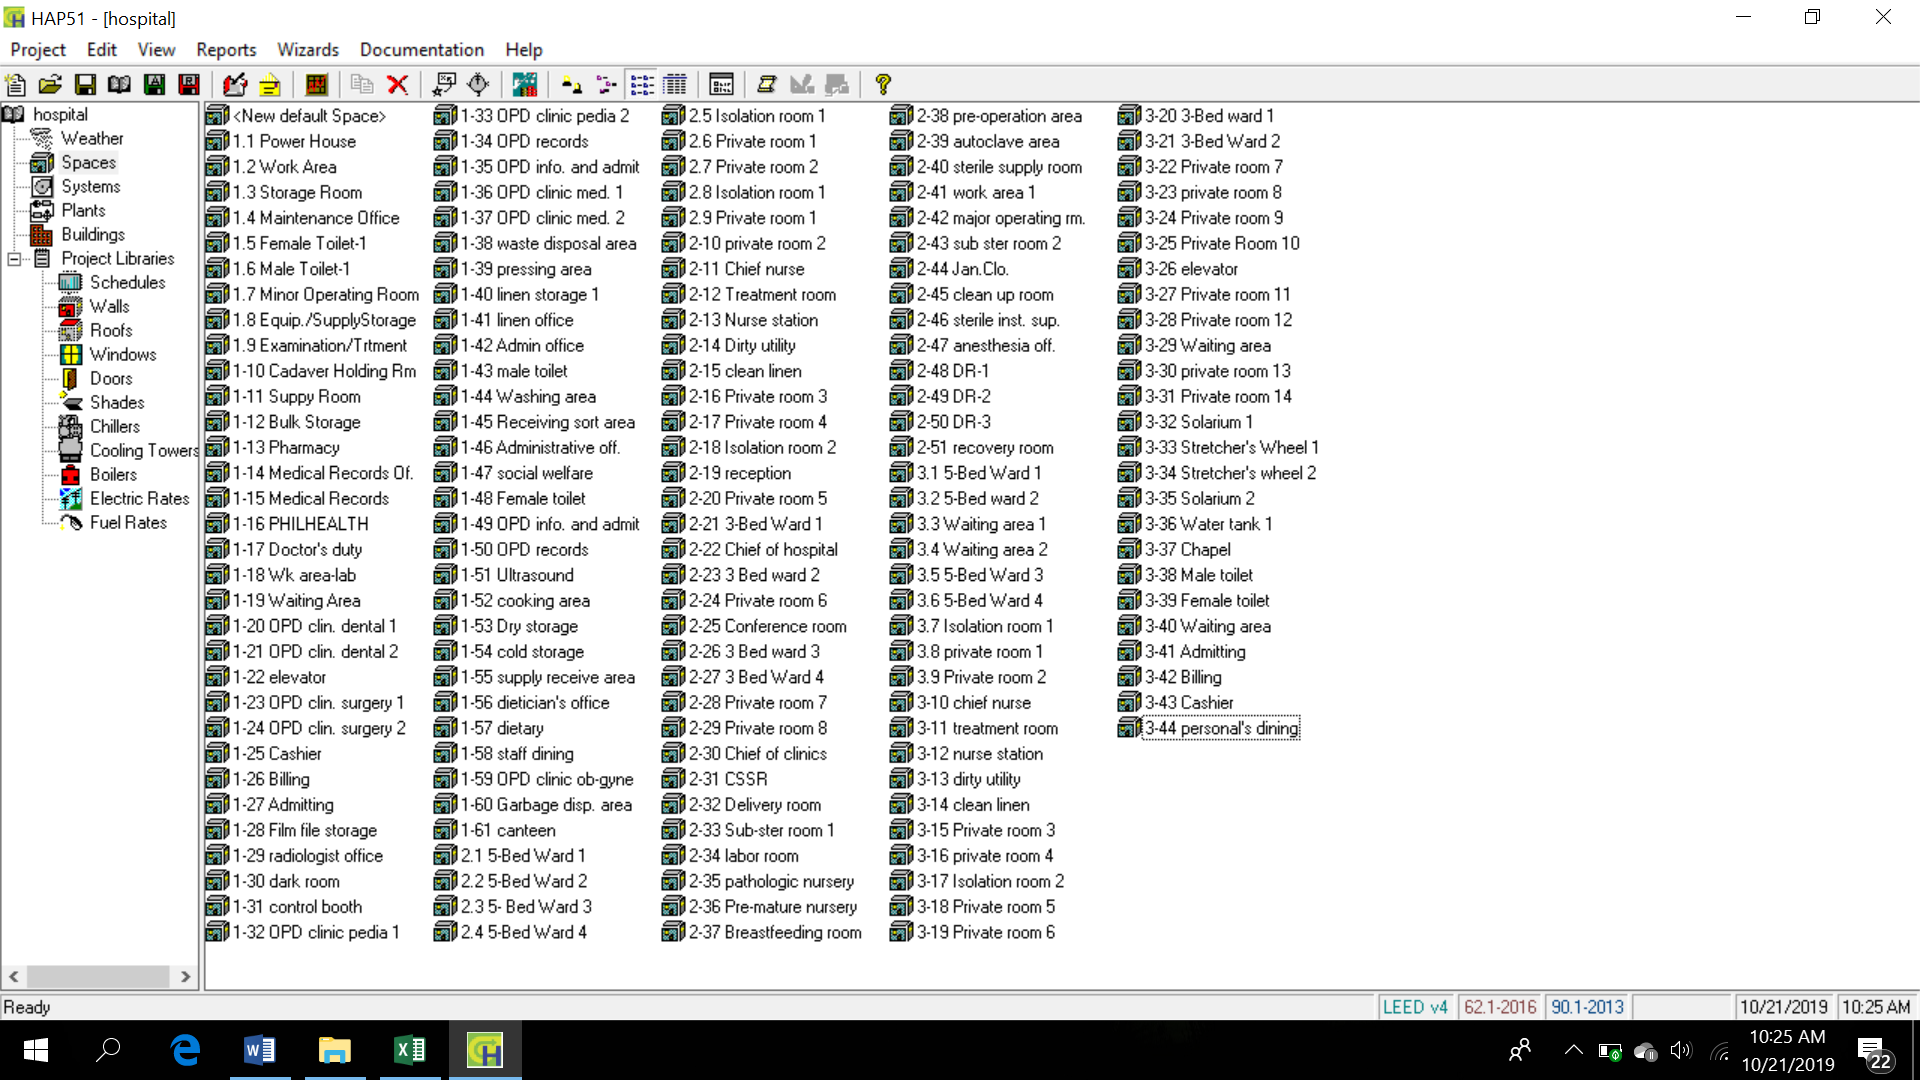 HAP51 - [hospital]
Project Edit View Reports Wizards Documentation Help
hospital
Weather
Spaces
Systems
Plants
Buildings
Project Libraries
Schedules
Walls
Roofs
Windows
Doors
Shades
Chillers
Cooling Towers
Boilers
Electric Rates
Fuel Rates
<New default Space>
1.1 Power House
1.2 Work Area
1.3 Storage Room
1.4 Maintenance Office
1.5 Female Toilet-1
1.6 Male Toilet-1
1.7 Minor Operating Room
1.8 Equip./SupplyStorage
1.9 Examination/Trtment
1-10 Cadaver Holding Rm
1-11 Suppy Room
1-12 Bulk Storage
1-13 Pharmacy
1-14 Medical Records Of.
1-15 Medical Records
1-16 PHILHEALTH
1-17 Doctor's duty
1-18 Wk area-lab
1-19 Waiting Area
1-20 OPD clin. dental 1
1-21 OPD clin. dental 2
1-22 elevator
1-23 OPD clin. surgery 1
1-24 OPD clin. surgery 2
1-25 Cashier
1-26 Billing
1-27 Admitting
1-28 Film file storage
1-29 radiologist office
1-30 dark room
1-31 control booth
1-32 OPD clinic pedia 1
1-33 OPD clinic pedia 2
1-34 OPD records
1-35 OPD info. and admit
1-36 OPD clinic med. 1
1-37 OPD clinic med. 2
1-38 waste disposal area
1-39 pressing area
1-40 linen storage 1
1-41 linen office
1-42 Admin office
1-43 male toilet
1-44 Washing area
1-45 Receiving sort area
1-46 Administrative off.
1-47 social welfare
1-48 Female toilet
1-49 OPD info. and admit
1-50 OPD records
1-51 Ultrasound
1-52 cooking area
1-53 Dry storage
1-54 cold storage
1-55 supply receive area
1-56 dietician's office
1-57 dietary
1-58 staff dining
1-59 OPD clinic ob-gyne
1-60 Garbage disp. area
1-61 canteen
2.1 5-Bed Ward 1
2.2 5-Bed Ward 2
2.3 5- Bed Ward 3
2.4 5-Bed Ward 4
2.5 Isolation room 1
2.6 Private room 1
2.7 Private room 2
2.8 Isolation room 1
2.9 Private room 1
2-10 private room 2
2-11 Chief nurse
2-12 Treatment room
2-13 Nurse station
2-14 Dirty utility
2-15 clean linen
2-16 Private room 3
2-17 Private room 4
2-18 Isolation room 2
2-19 reception
2-20 Private room 5
2-21 3-Bed Ward 1
2-22 Chief of hospital
2-23 3 Bed ward 2
2-24 Private room 6
2-25 Conference room
2-26 3 Bed ward 3
2-27 3 Bed Ward 4
2-28 Private room 7
2-29 Private room 8
2-30 Chief of clinics
2-31 CSSR
2-32 Delivery room
2-33 Sub-ster room 1
2-34 labor room
2-35 pathologic nursery
2-36 Pre-mature nursery
2-37 Breastfeeding room
2-38 pre-operation area
2-39 autoclave area
2-40 sterile supply room
2-41 work area 1
2-42 major operating rm.
2-43 sub ster room 2
2-44 Jan.Clo.
2-45 clean up room
2-46 sterile inst. sup.
2-47 anesthesia off.
2-48 DR-1
2-49 DR-2
2-50 DR-3
2-51 recovery room
3.1 5-Bed Ward 1
3.2 5-Bed ward 2
3.3 Waiting area 1
3.4 Waiting area 2
3.5 5-Bed Ward 3
3.6 5-Bed Ward 4
3.7 Isolation room 1
3.8 private room 1
3.9 Private room 2
3-10 chief nurse
3-11 treatment room
3-12 nurse station
3-13 dirty utility
3-14 clean linen
3-15 Private room 3
3-16 private room 4
3-17 Isolation room 2
3-18 Private room 5
3-19 Private room 6
3-20 3-Bed ward 1
3-21 3-Bed Ward 2
3-22 Private room 7
3-23 private room 8
3-24 Private room 9
3-25 Private Room 10
3-26 elevator
3-27 Private room 11
3-28 Private room 12
3-29 Waiting area
3-30 private room 13
3-31 Private room 14
3-32 Solarium 1
3-33 Stretcher's Wheel 1
3-34 Stretcher's wheel 2
3-35 Solarium 2
3-36 Water tank 1
3-37 Chapel
3-38 Male toilet
3-39 Female toilet
3-40 Waiting area
3-41 Admitting
3-42 Billing
3-43 Cashier
3-44 personal's dining
Ready
LEED v4 62.1-2016 90.1-2013 10/21/2019 10:25 AM
10:25 AM
10/21/2019
22